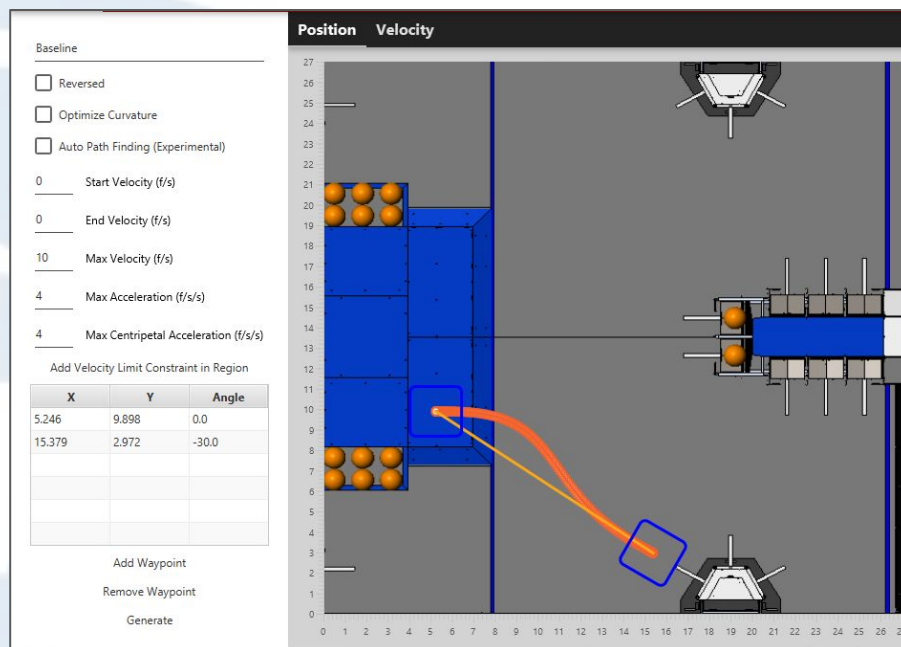 Baseline
Reversed
Optimize Curvature
Auto Path Finding (Experimental)
0 Start Velocity (f/s)
0 End Velocity (f/s)
10 Max Velocity (f/s)
4 Max Acceleration (f/s/s)
4 Max Centripetal Acceleration (f/s/s)
Add Velocity Limit Constraint in Region
X Y Angle
5.246 9.898 0.0
15.379 2.972 -30.0
Add Waypoint
Remove Waypoint
Generate
Position Velocity
27
26
25
24
23
22
21
20
19
18
17
16
15
14
13
12
11
10
9
8
7
6
5
4
3
2
1
0
0 1 2 3 4 5 6 7 8 9 10 11 12 13 14 15 16 17 18 19 20 21 22 23 24 25 26